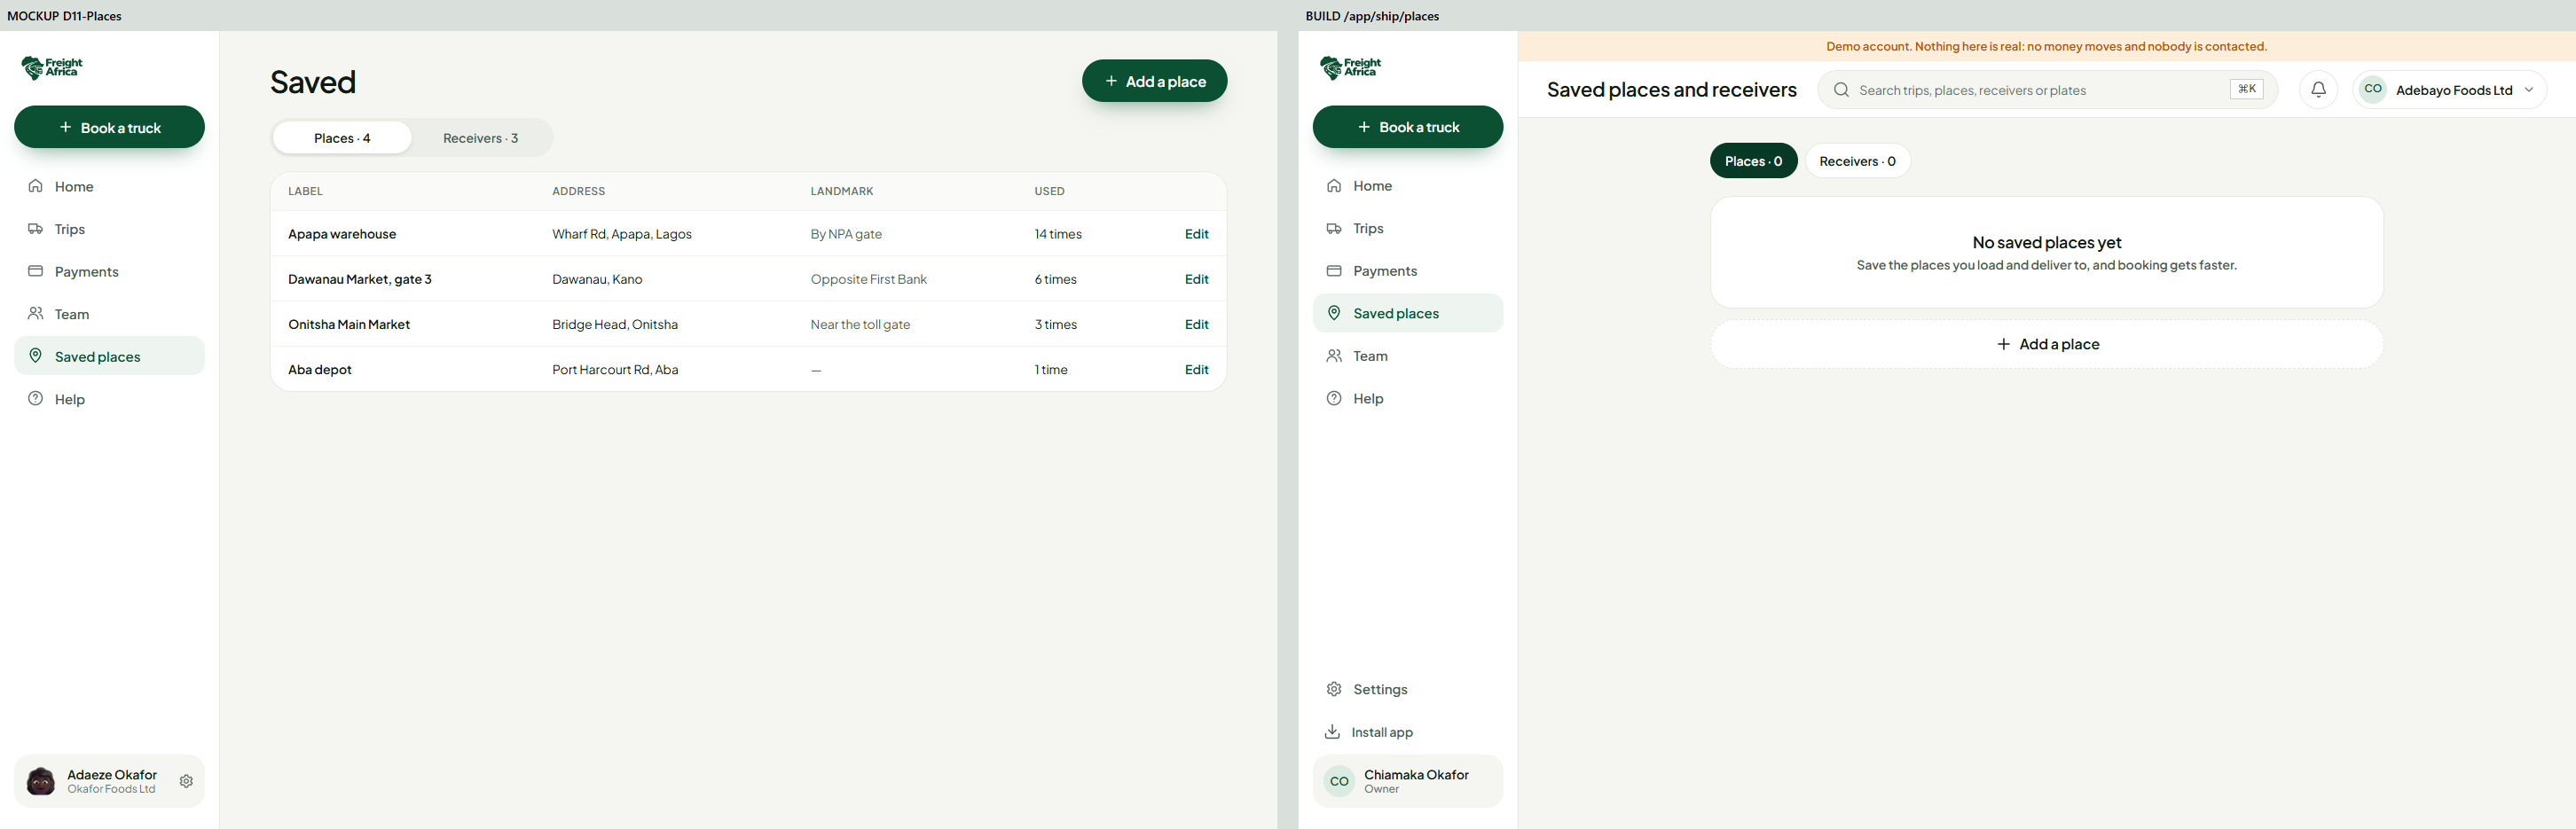 MOCKUP D11-Places
Freight Africa
+ Book a truck
Home
Trips
Payments
Team
Saved places
Help
Adaeze Okafor
Okafor Foods Ltd
Saved
+ Add a place
Places · 4
Receivers · 3
LABEL ADDRESS LANDMARK USED
Apapa warehouse Wharf Rd, Apapa, Lagos By NPA gate 14 times Edit
Dawanau Market, gate 3 Dawanau, Kano Opposite First Bank 6 times Edit
Onitsha Main Market Bridge Head, Onitsha Near the toll gate 3 times Edit
Aba depot Port Harcourt Rd, Aba — 1 time Edit
BUILD /app/ship/places
Freight Africa
+ Book a truck
Home
Trips
Payments
Saved places
Team
Help
Settings
Install app
CO
Chiamaka Okafor
Owner
Demo account. Nothing here is real: no money moves and nobody is contacted.
Saved places and receivers
Search trips, places, receivers or plates
⌘K
CO
Adebayo Foods Ltd
Places · 0
Receivers · 0
No saved places yet
Save the places you load and deliver to, and booking gets faster.
+ Add a place